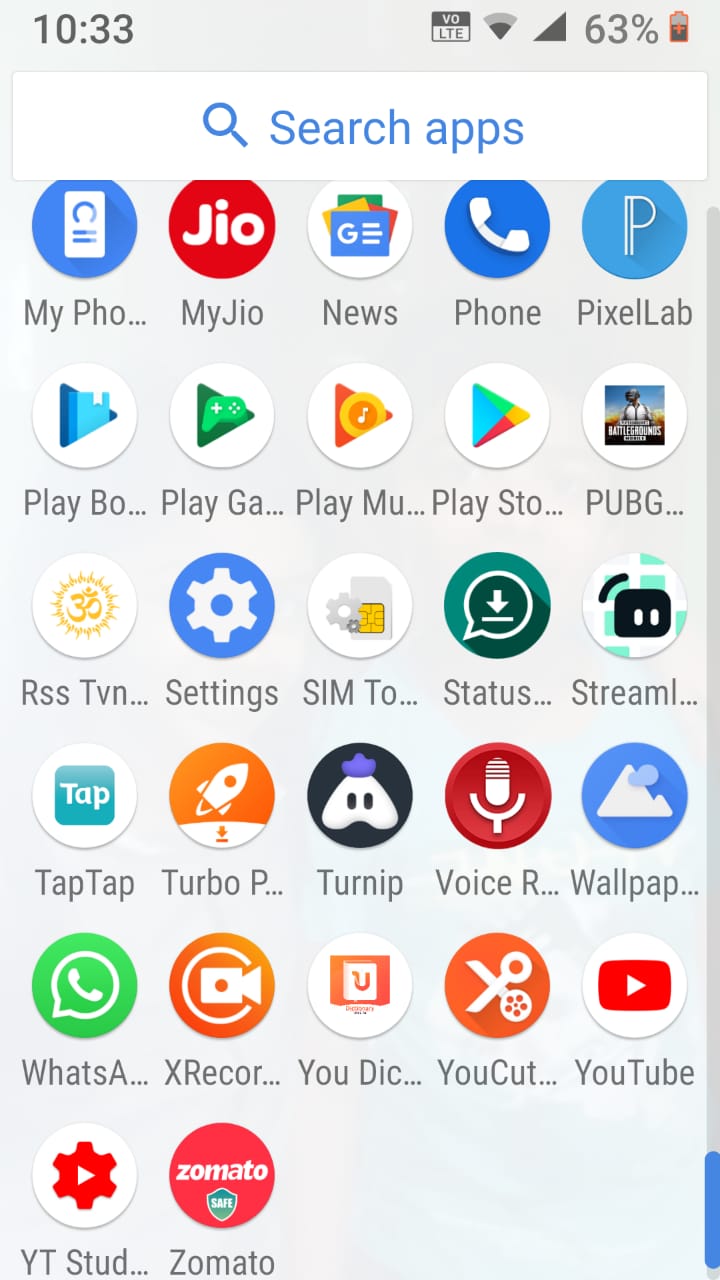 10:33
VO
LTE
63%
Search apps
Jio
GE
P
My Pho...
MyJio
News
Phone
PixelLab
BATTLEGROUNDS
MOBILE
Play Bo...
Play Ga...
Play Mu...
Play Sto...
PUBG...
ॐ
Rss Tvn...
Settings
SIM To...
Status...
Streaml...
Tap
TapTap
Turbo P...
Turnip
Voice R...
Wallpap...
U
Dictionary
WhatsA...
XRecor...
You Dic...
YouCut...
YouTube
zomato
SAFE
YT Stud...
Zomato